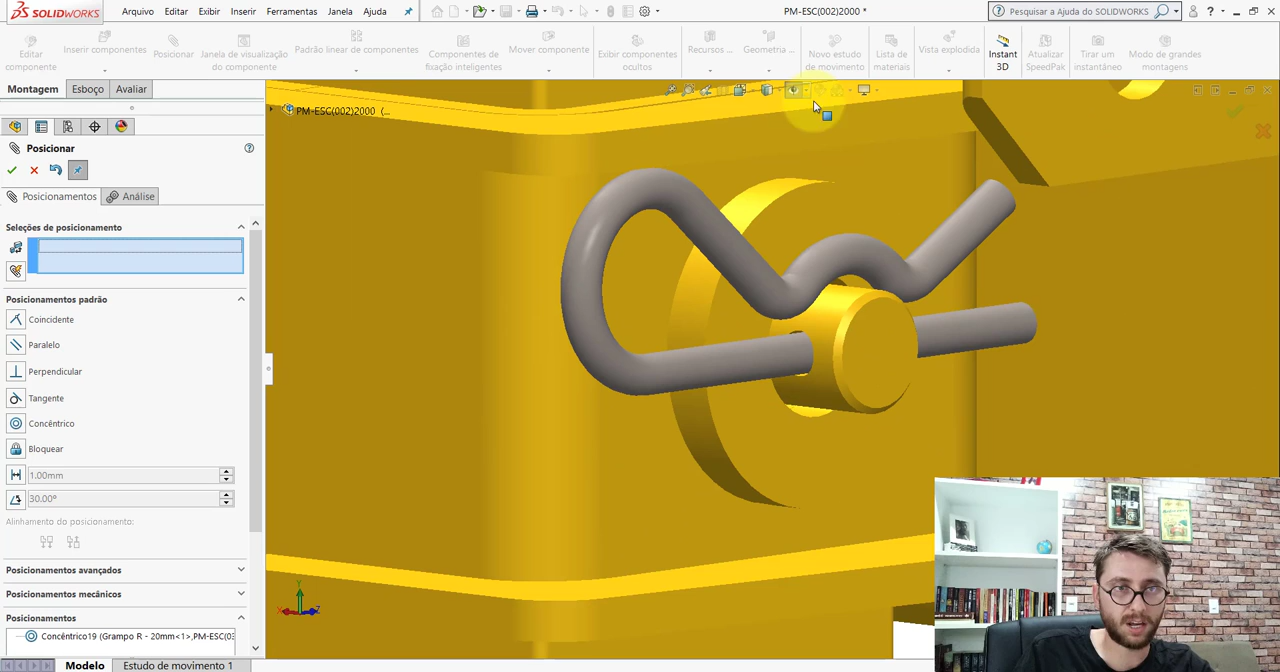 SOLIDWORKS
Arquivo Editar Exibir Inserir Ferramentas Janela Ajuda
PM-ESC(002)2000 *
Pesquisar a Ajuda do SOLIDWORKS
Editar componente
Inserir componentes
Posicionar
Janela de visualização do componente
Padrão linear de componentes
Componentes de fixação inteligentes
Mover componente
Exibir componentes ocultos
Recursos ...
Geometria ...
Novo estudo de movimento
Lista de materiais
Vista explodida
Instant 3D
Atualizar SpeedPak
Tirar um instantâneo
Modo de grandes montagens
Montagem Esboço Avaliar
PM-ESC(002)2000 (...
Posicionar
Posicionamentos Análise
Seleções de posicionamento
Posicionamentos padrão
Coincidente
Paralelo
Perpendicular
Tangente
Concêntrico
Bloquear
1.00mm
30.00°
Alinhamento do posicionamento:
Posicionamentos avançados
Posicionamentos mecânicos
Posicionamentos
Concêntrico19 (Grampo R - 20mm<1>,PM-ESC(03
Modelo Estudo de movimento 1